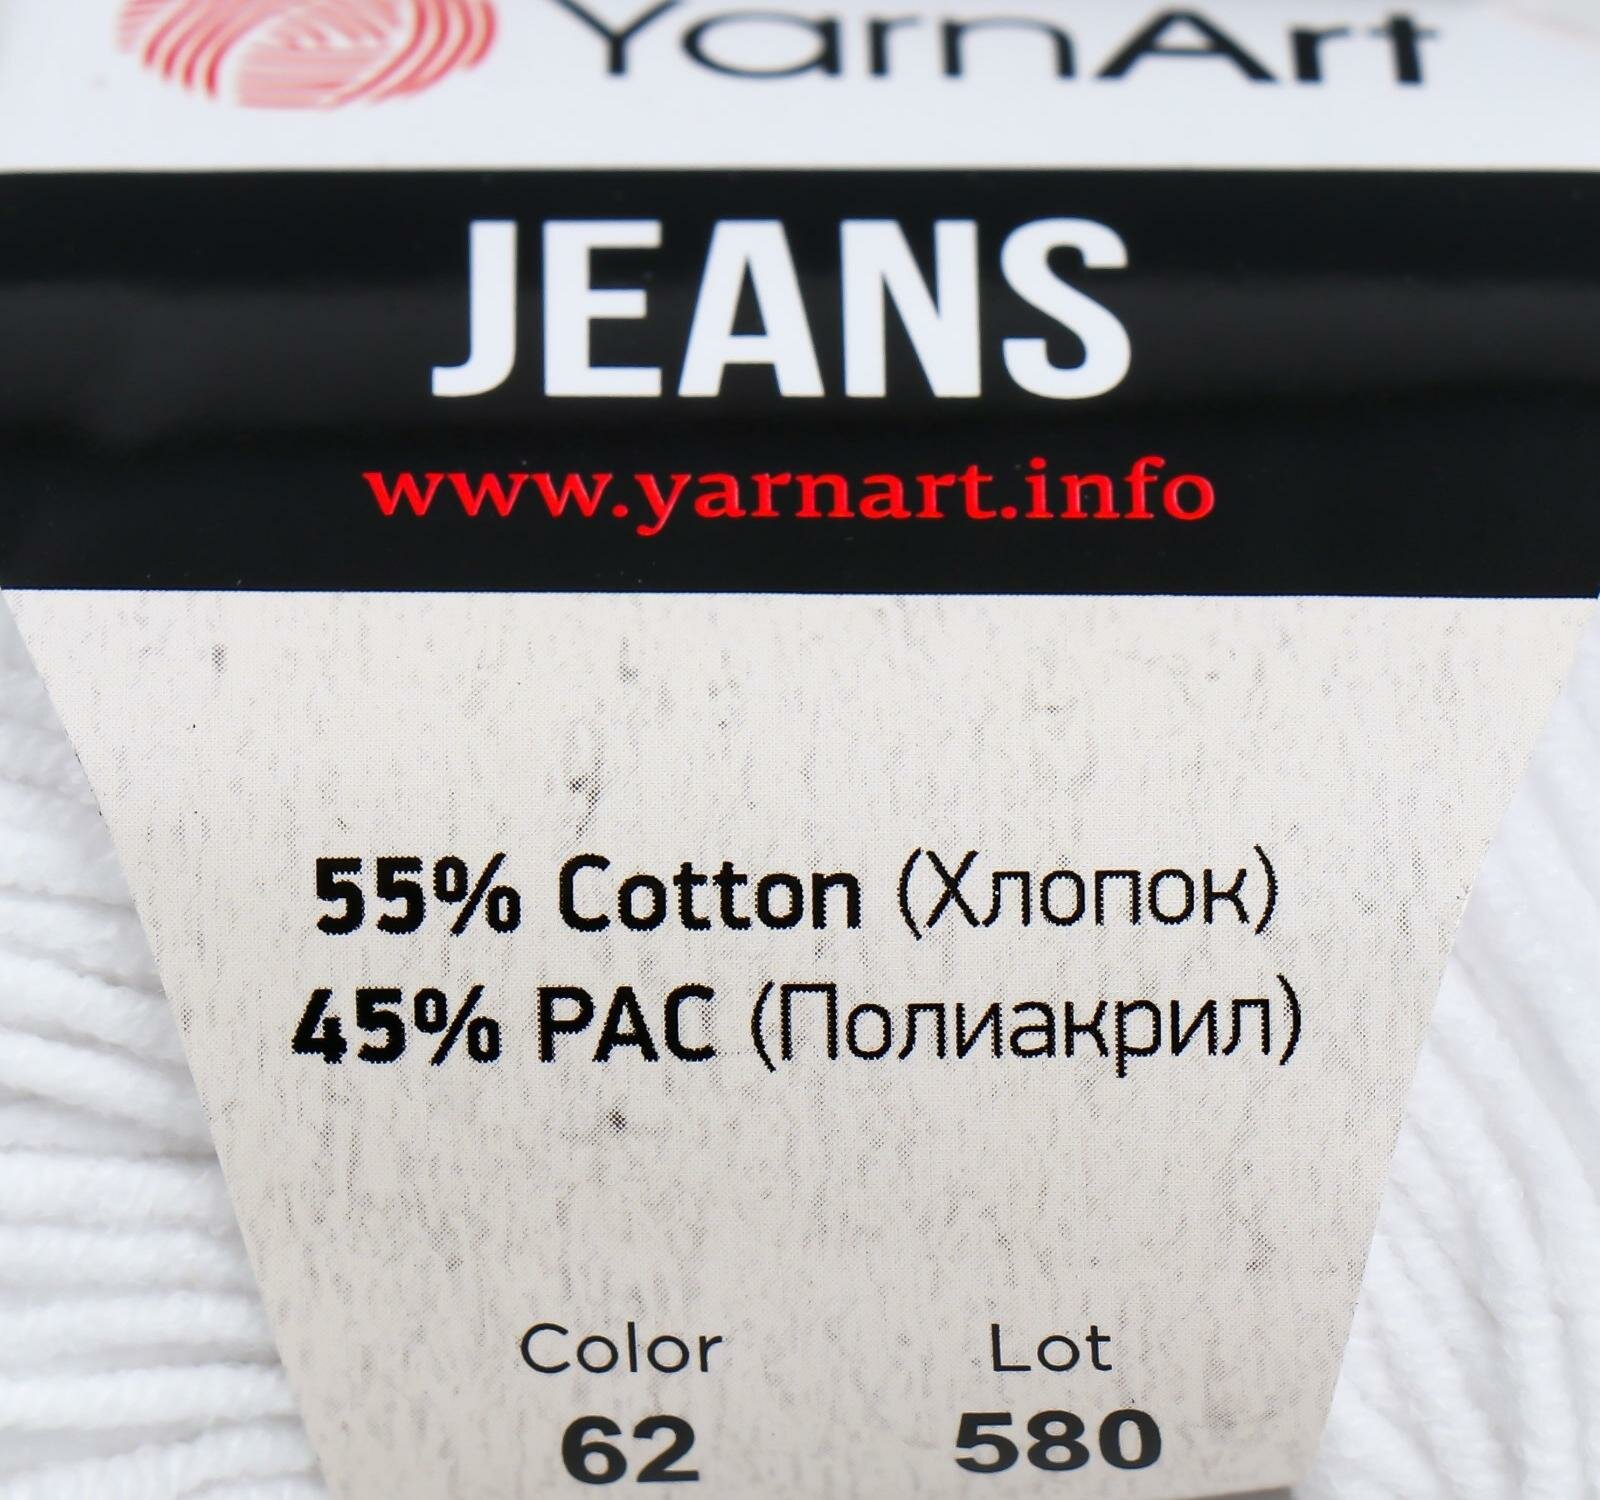 YarnArt
JEANS
www.yarnart.info
55% Cotton (Хлопок)
45% PAC (Полиакрил)
Color Lot
62 580